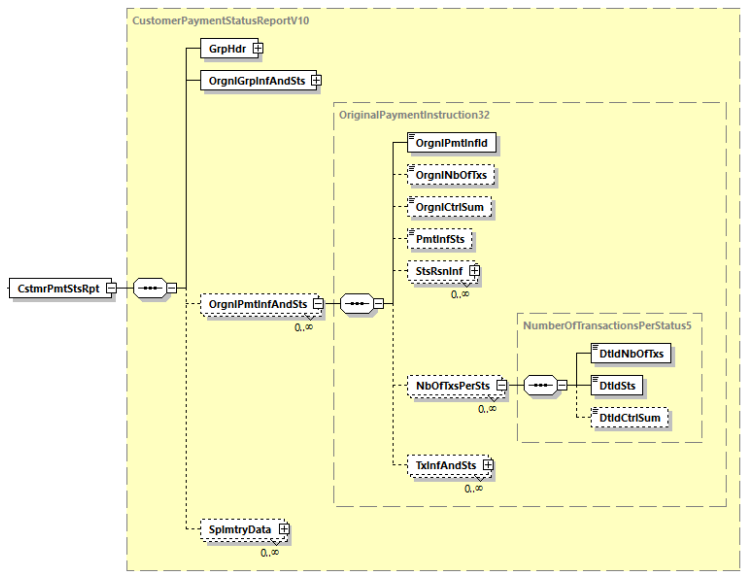 CustomerPaymentStatusReportV10
GrpHdr
OrgnlGrpInfAndSts
OriginalPaymentInstruction32
OrgnlPmtInfId
OrgnlNbOfTxs
OrgnlCtrlSum
PmtInfSts
StsRsnInf
0..∞
CstmrPmtStsRpt
OrgnlPmtInfAndSts
0..∞
NumberOfTransactionsPerStatus5
DtldNbOfTxs
NbOfTxsPerSts
0..∞
DtldSts
DtldCtrlSum
TxInfAndSts
0..∞
SplmtryData
0..∞